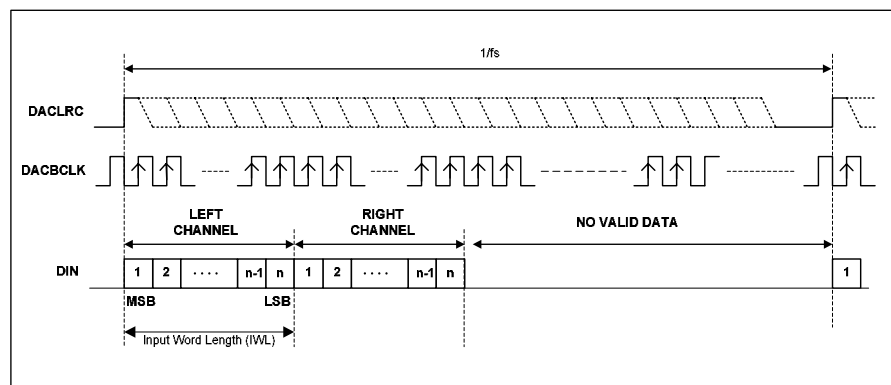 1/fs
DACLRC
DACBCLK
LEFT
CHANNEL
RIGHT
CHANNEL
NO VALID DATA
DIN
1 2 .... n-1 n 1 2 .... n-1 n 1
MSB LSB
Input Word Length (IWL)